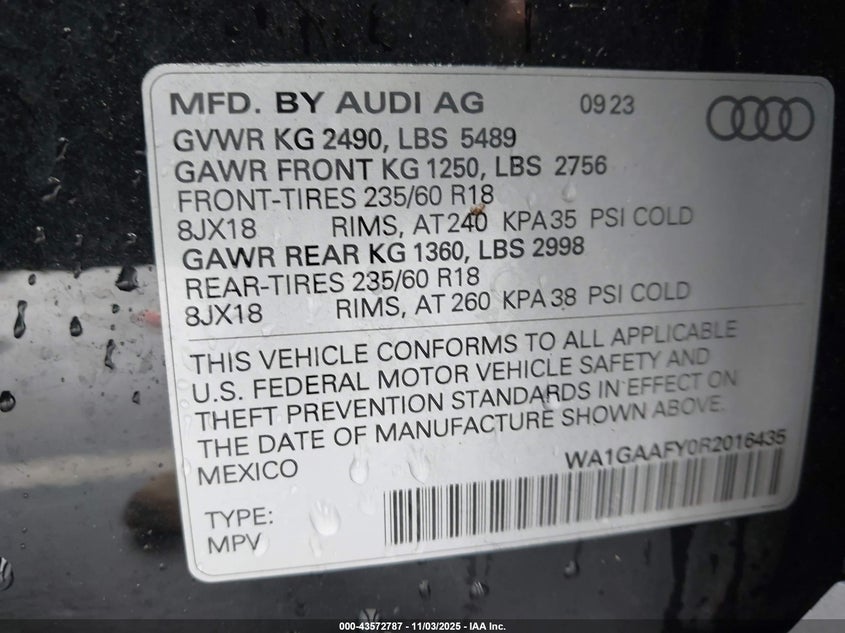 MFD. BY AUDI AG 09 23
GVWR KG 2490, LBS 5489
GAWR FRONT KG 1250, LBS 2756
FRONT-TIRES 235/60 R18
8JX18 RIMS, AT 240 KPA 35 PSI COLD
GAWR REAR KG 1360, LBS 2998
REAR-TIRES 235/60 R18
8JX18 RIMS, AT 260 KPA 38 PSI COLD
THIS VEHICLE CONFORMS TO ALL APPLICABLE
U.S. FEDERAL MOTOR VEHICLE SAFETY AND
THEFT PREVENTION STANDARDS IN EFFECT ON
THE DATE OF MANUFACTURE SHOWN ABOVE.
MEXICO WA1GAAFY0R2016435
TYPE:
MPV
000-43572787 - 11/03/2025 - IAA Inc.